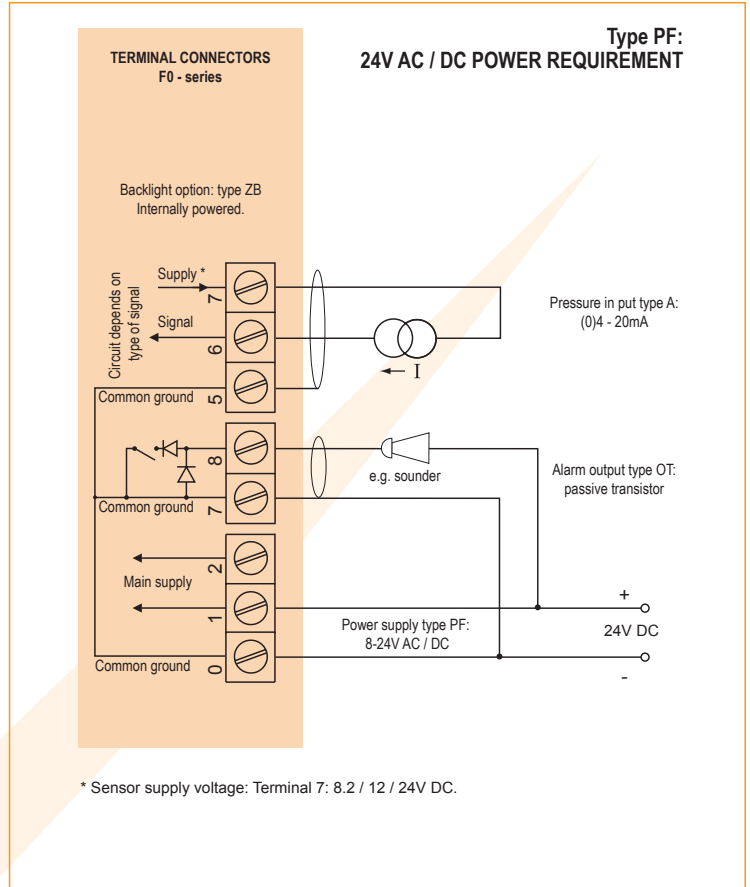 Type PF:
24V AC / DC POWER REQUIREMENT
TERMINAL CONNECTORS
F0 - series
Backlight option: type ZB
Internally powered.
Circuit depends on
type of signal
Supply *
7
Signal
6
Common ground
5
I
Pressure in put type A:
(0)4 - 20mA
8
Common ground
7
e.g. sounder
Alarm output type OT:
passive transistor
2
Main supply
1
Common ground
0
Power supply type PF:
8-24V AC / DC
+
24V DC
-
* Sensor supply voltage: Terminal 7: 8.2 / 12 / 24V DC.